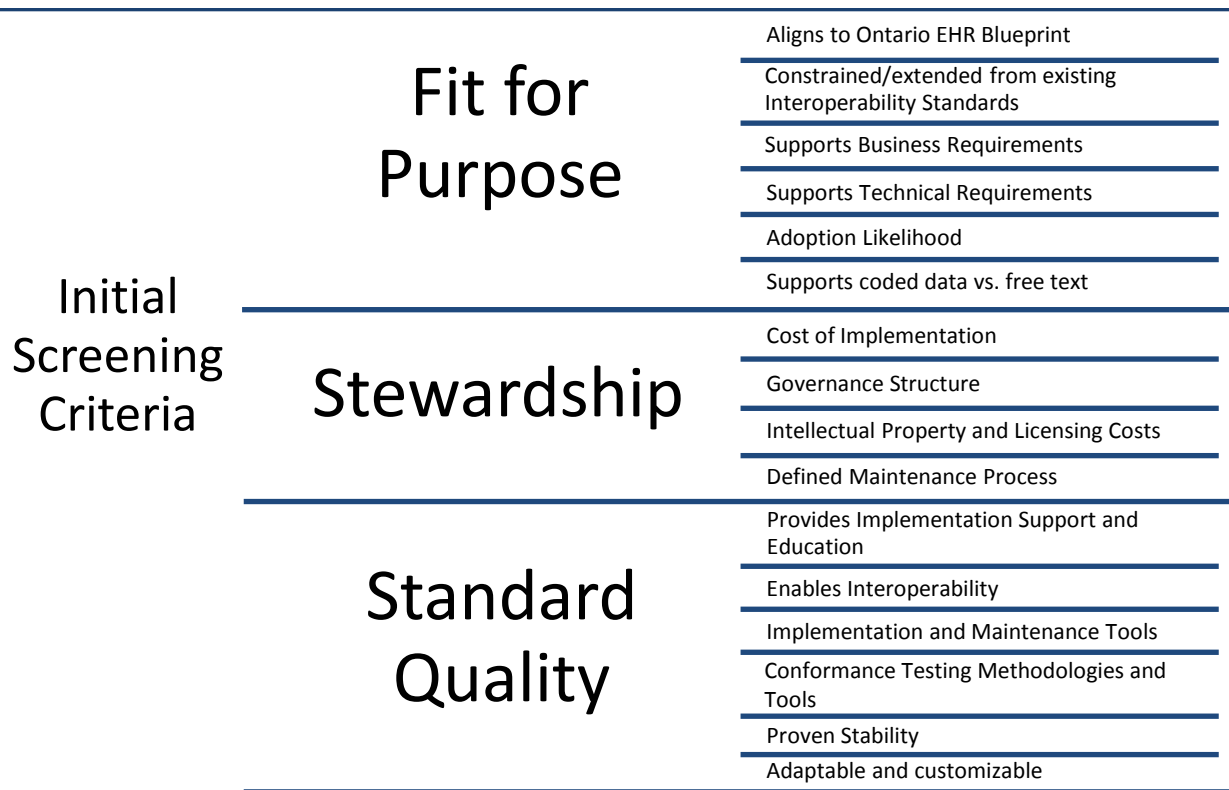 Initial
Screening
Criteria
Fit for
Purpose
Aligns to Ontario EHR Blueprint
Constrained/extended from existing
Interoperability Standards
Supports Business Requirements
Supports Technical Requirements
Adoption Likelihood
Supports coded data vs. free text
Stewardship
Cost of Implementation
Governance Structure
Intellectual Property and Licensing Costs
Defined Maintenance Process
Standard
Quality
Provides Implementation Support and
Education
Enables Interoperability
Implementation and Maintenance Tools
Conformance Testing Methodologies and
Tools
Proven Stability
Adaptable and customizable